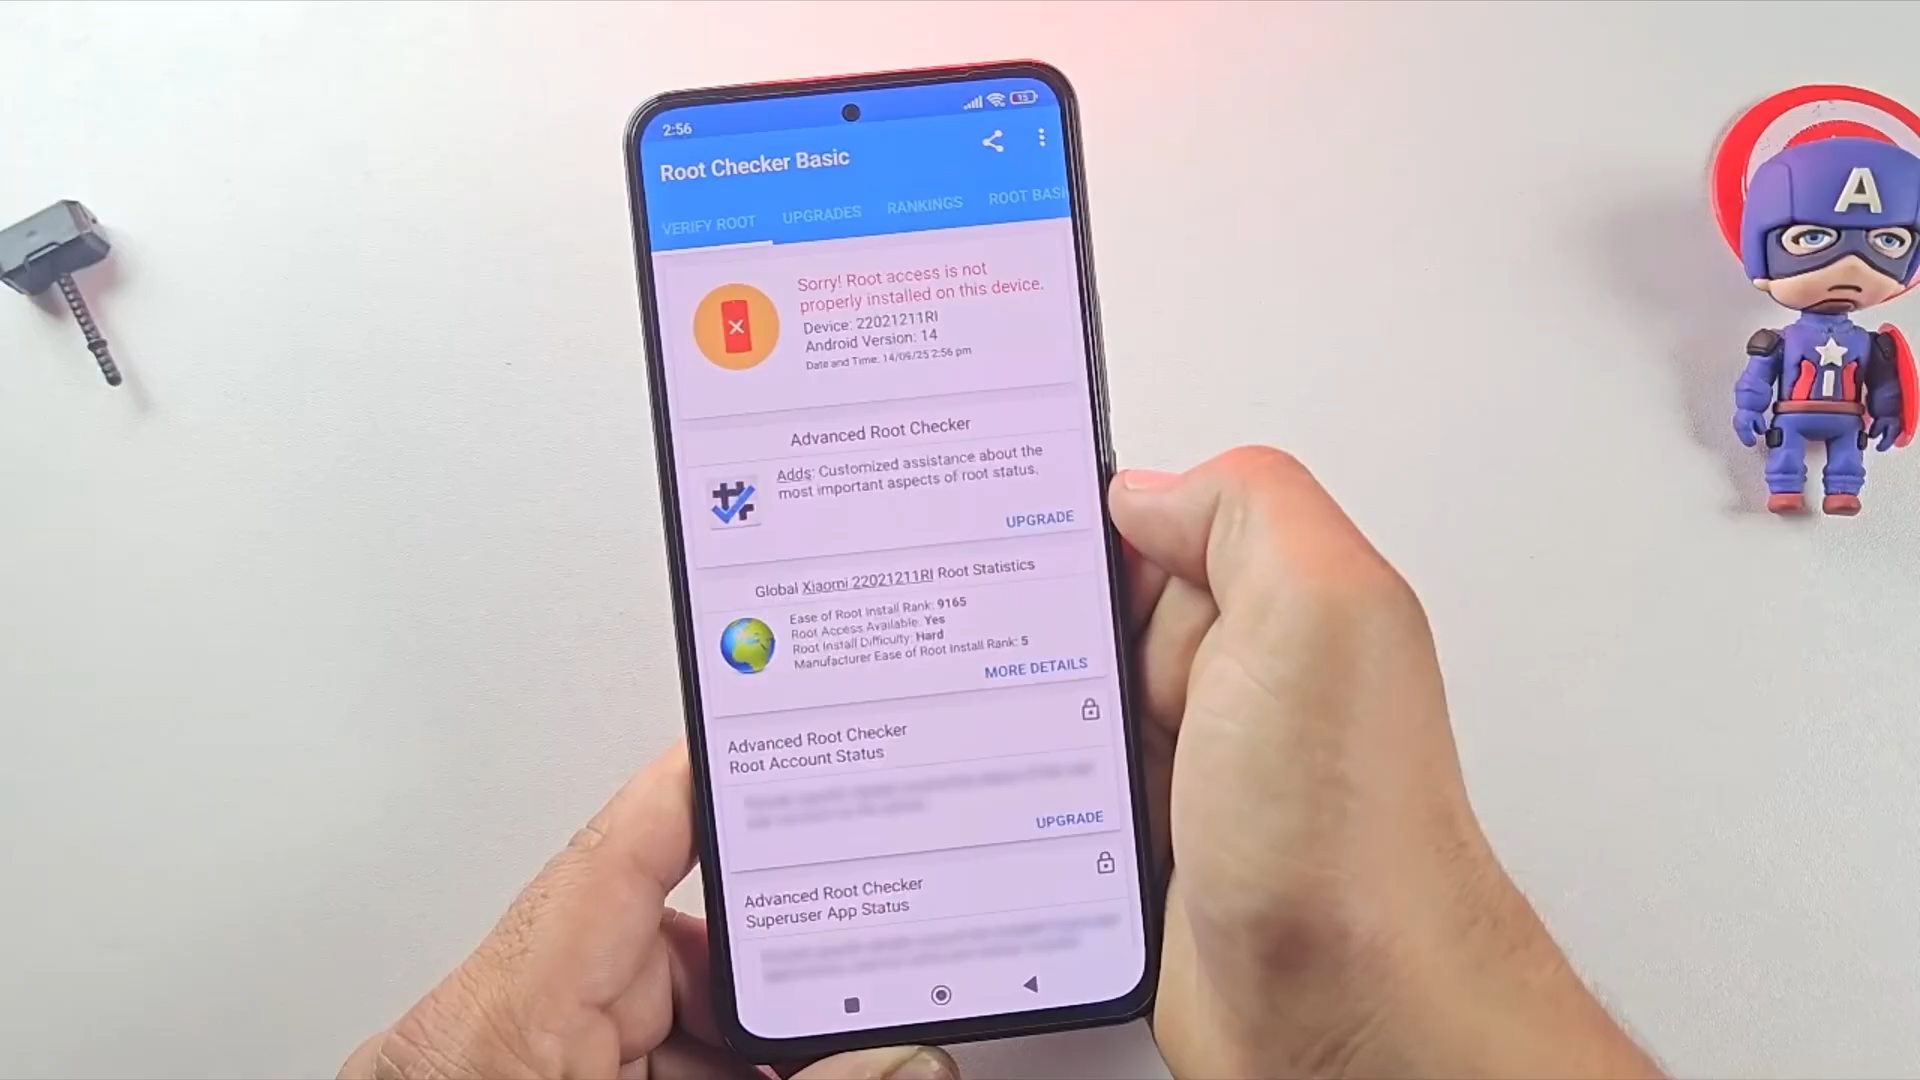 2:56
15
Root Checker Basic
VERIFY ROOT
UPGRADES
RANKINGS
ROOT BASI
Sorry! Root access is not
properly installed on this device.
Device: 22021211RI
Android Version: 14
Date and Time: 14/09/25 2:56 pm
Advanced Root Checker
Adds: Customized assistance about the
most important aspects of root status.
UPGRADE
Global Xiaomi 22021211RI Root Statistics
Ease of Root Install Rank: 9165
Root Access Available: Yes
Root Install Difficulty: Hard
Manufacturer Ease of Root Install Rank: 5
MORE DETAILS
Advanced Root Checker
Root Account Status
UPGRADE
Advanced Root Checker
Superuser App Status
A